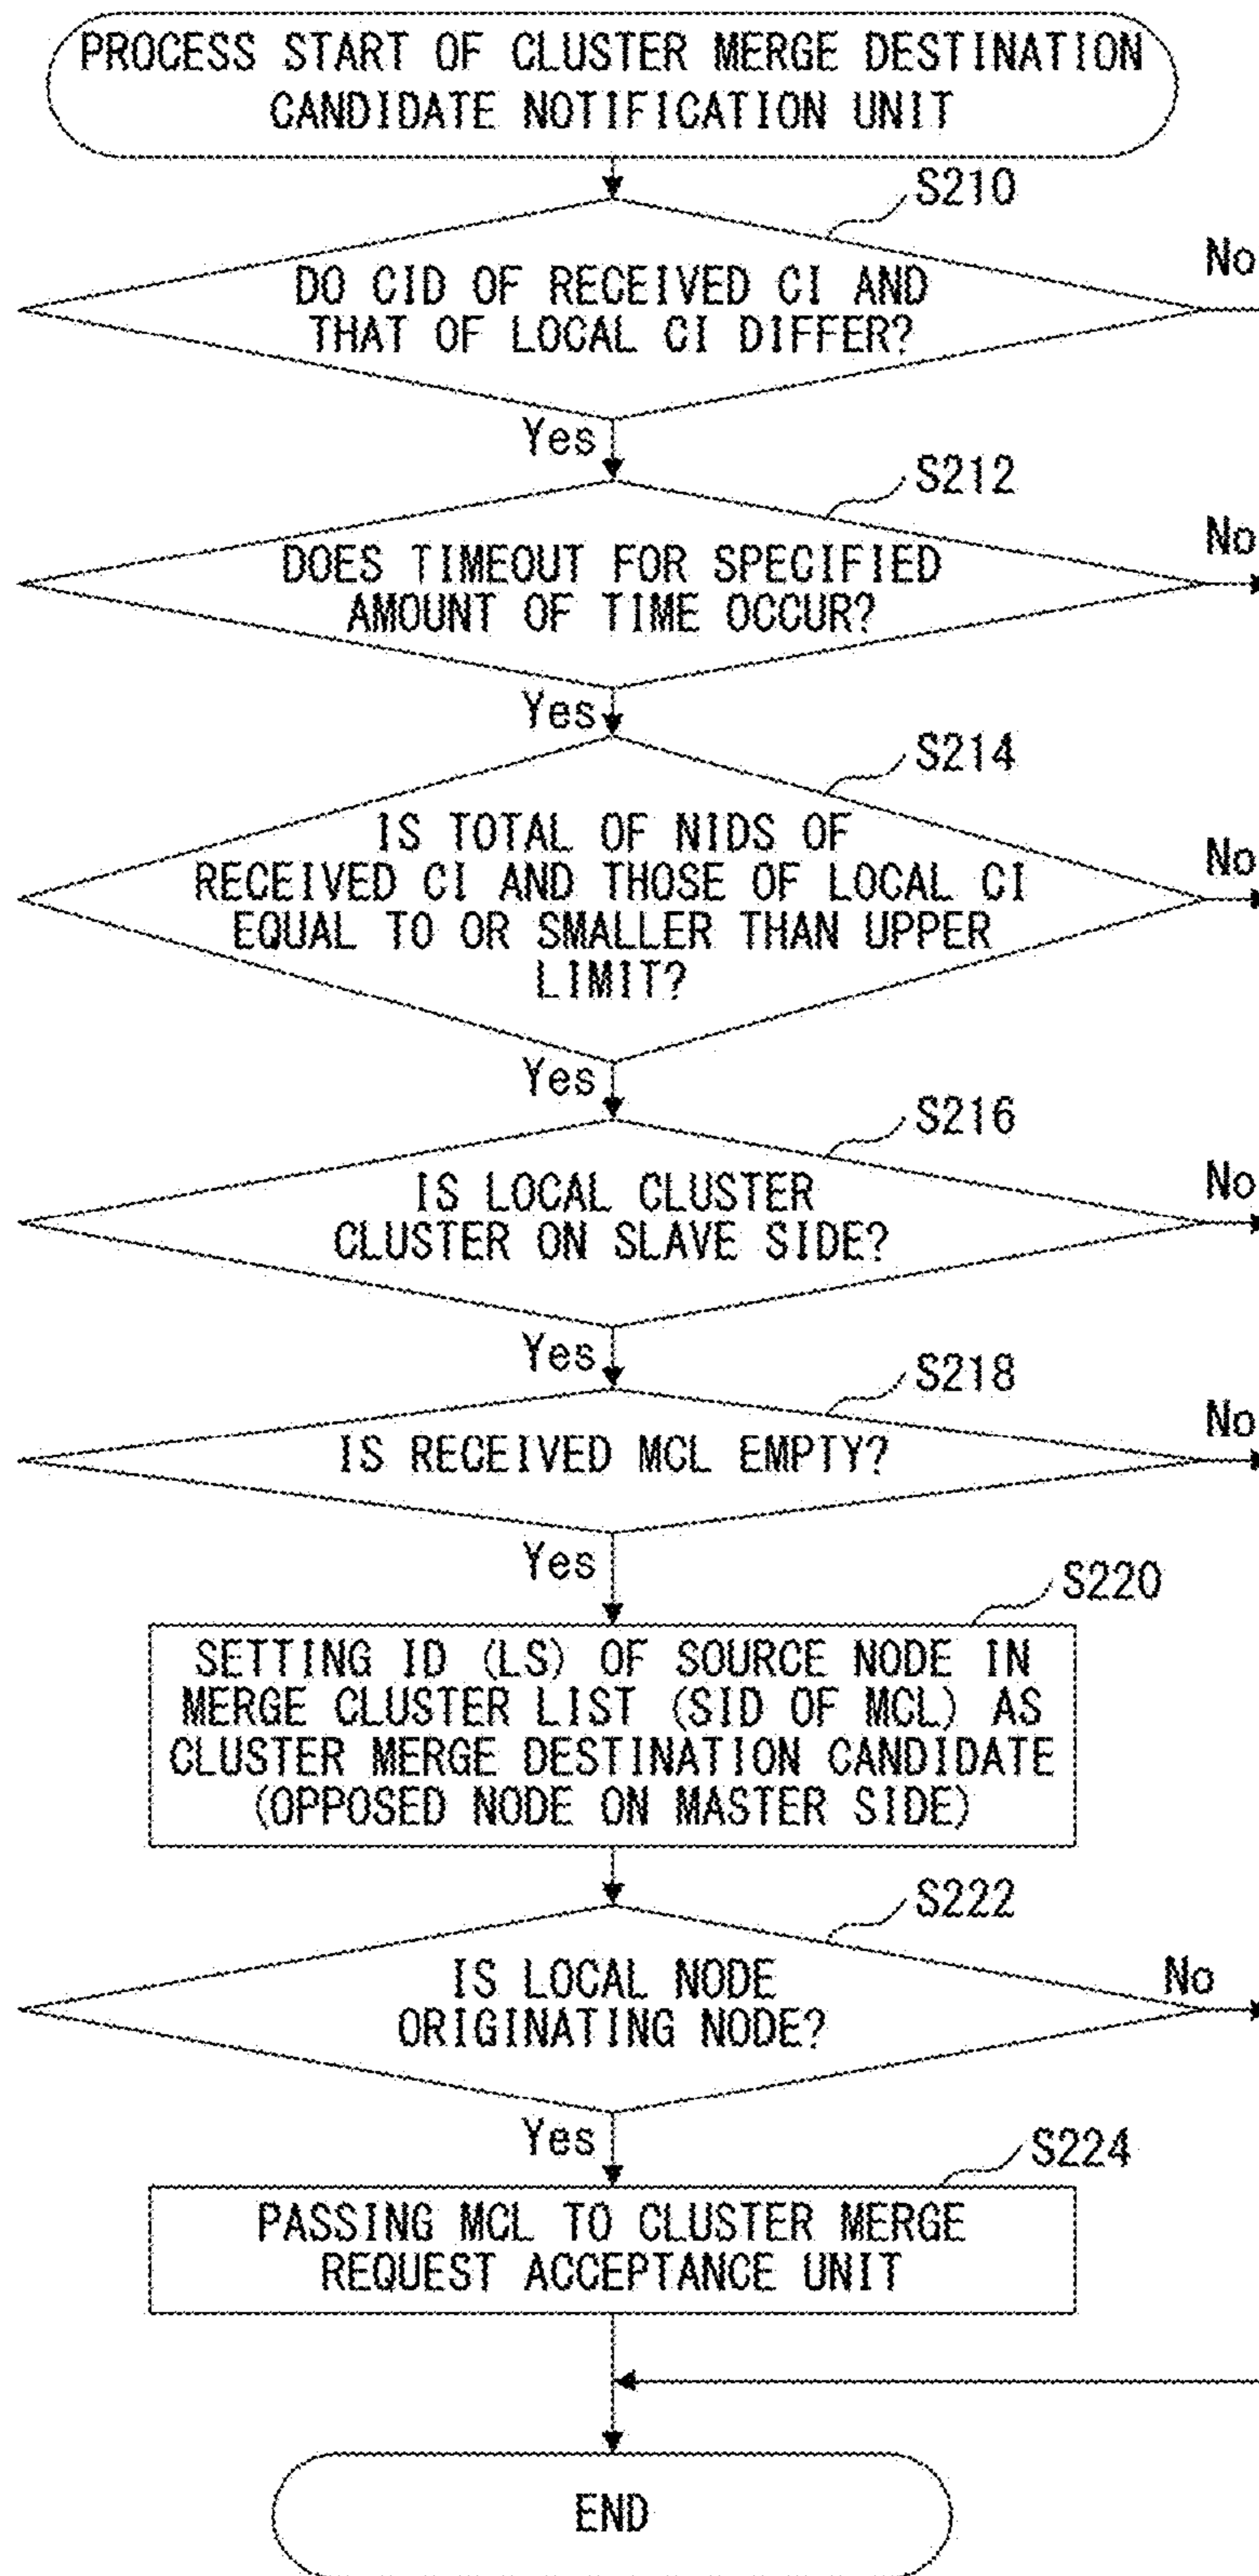 PROCESS START OF CLUSTER MERGE DESTINATION
CANDIDATE NOTIFICATION UNIT
S210
No
DO CID OF RECEIVED CI AND
THAT OF LOCAL CI DIFFER?
Yes
S212
No
DOES TIMEOUT FOR SPECIFIED
AMOUNT OF TIME OCCUR?
Yes
S214
No
IS TOTAL OF NIDS OF
RECEIVED CI AND THOSE OF LOCAL CI
EQUAL TO OR SMALLER THAN UPPER
LIMIT?
Yes
S216
No
IS LOCAL CLUSTER
CLUSTER ON SLAVE SIDE?
Yes
S218
No
IS RECEIVED MCL EMPTY?
Yes
S220
SETTING ID (LS) OF SOURCE NODE IN
MERGE CLUSTER LIST (SID OF MCL) AS
CLUSTER MERGE DESTINATION CANDIDATE
(OPPOSED NODE ON MASTER SIDE)
S222
No
IS LOCAL NODE
ORIGINATING NODE?
Yes
S224
PASSING MCL TO CLUSTER MERGE
REQUEST ACCEPTANCE UNIT
END